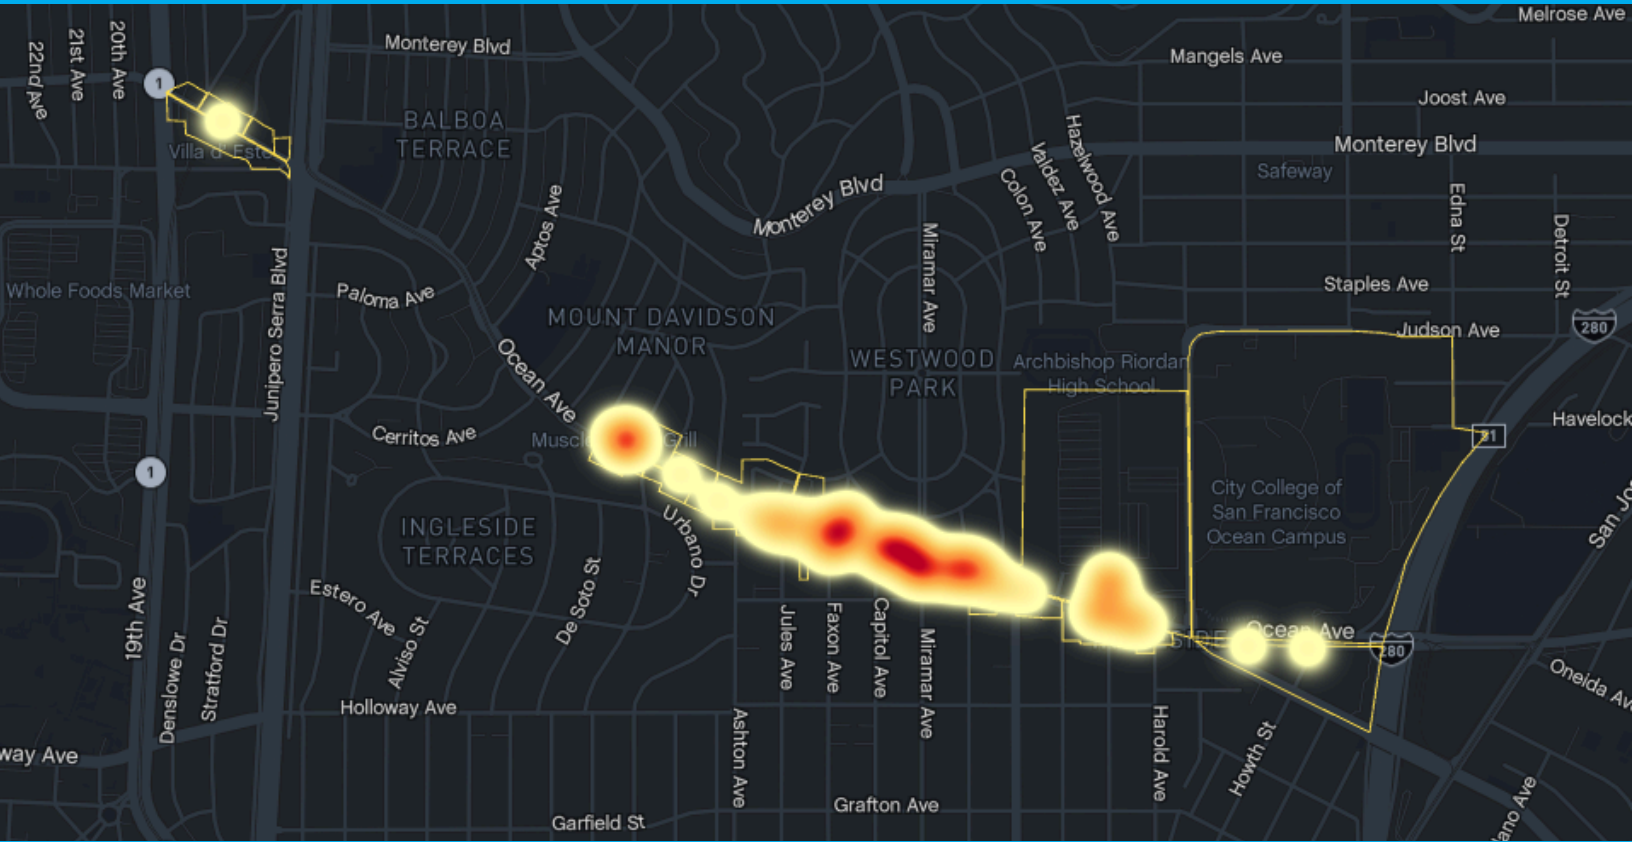 Melrose Ave
22nd Ave
21st Ave
20th Ave
Monterey Blvd
Mangels Ave
1
Joost Ave
BALBOA
TERRACE
Villa d' Este
Monterey Blvd
Safeway
Hazelwood Ave
Valdez Ave
Colon Ave
Monterey Blvd
Aptos Ave
Edna St
Detroit St
Miramar Ave
Whole Foods Market
Junipero Serra Blvd
Paloma Ave
Staples Ave
MOUNT DAVIDSON
MANOR
Judson Ave
280
WESTWOOD
PARK
Archbishop Riordan
High School
Ocean Ave
Cerritos Ave
Grill
Havelock
1
City College of
San Francisco
Ocean Campus
INGLESIDE
TERRACES
Urbano Dr
De Soto St
Estero Ave
Alviso St
19th Ave
Denslowe Dr
Stratford Dr
Jules Ave
Faxon Ave
Capitol Ave
Miramar Ave
Ocean Ave
280
Oneida Av
Holloway Ave
way Ave
Ashton Ave
Harold Ave
Howth St
Grafton Ave
Garfield St